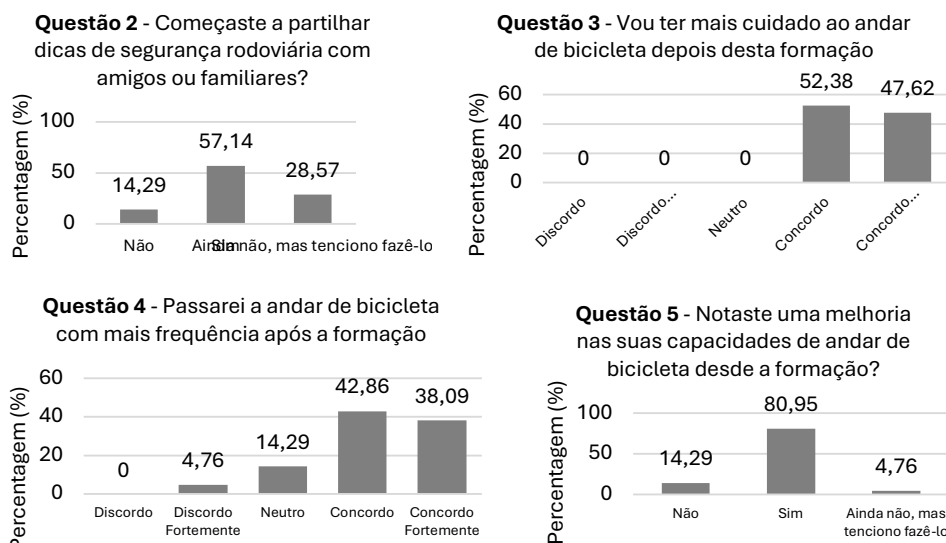 Questão 2 - Começaste a partilhar
dicas de segurança rodoviária com
amigos ou familiares?
Percentagem (%)
100
50
0
14,29
57,14
28,57
Não
Sim
Ainda não, mas tenciono fazê-lo
Questão 3 - Vou ter mais cuidado ao andar
de bicicleta depois desta formação
Percentagem (%)
60
40
20
0
0
0
0
52,38
47,62
Discordo
Discordo...
Neutro
Concordo
Concordo...
Questão 4 - Passarei a andar de bicicleta
com mais frequência após a formação
Percentagem (%)
60
40
20
0
0
4,76
14,29
42,86
38,09
Discordo
Discordo
Fortemente
Neutro
Concordo
Concordo
Fortemente
Questão 5 - Notaste uma melhoria
nas suas capacidades de andar de
bicicleta desde a formação?
Percentagem (%)
100
50
0
14,29
80,95
4,76
Não
Sim
Ainda não, mas
tenciono fazê-lo